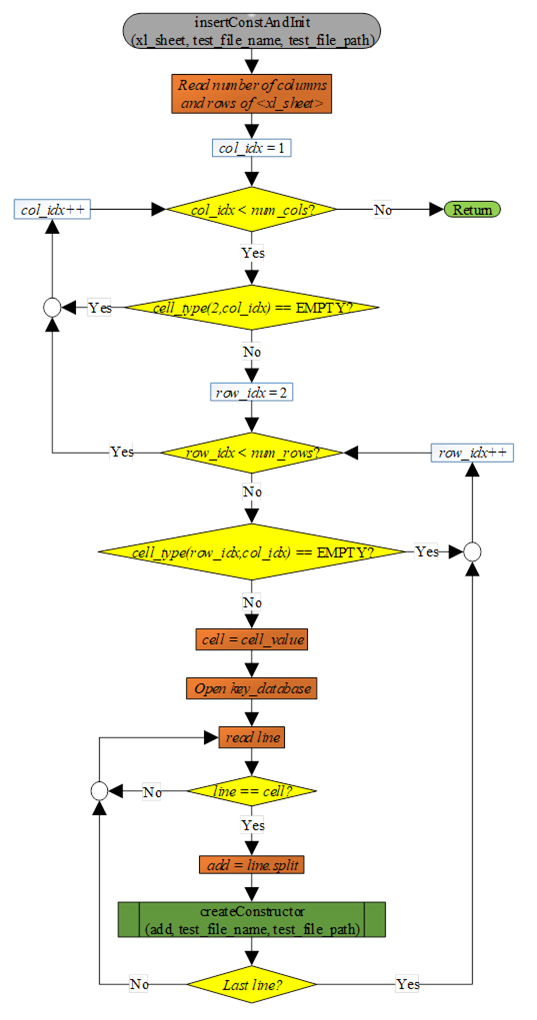 insertConstAndInit
(xl_sheet, test_file_name, test_file_path)
Read number of columns
and rows of <xl_sheet>
col_idx = 1
col_idx++
col_idx < num_cols?
No
Return
Yes
Yes
cell_type(2,col_idx) == EMPTY?
No
row_idx = 2
Yes
row_idx < num_rows?
row_idx++
No
cell_type(row_idx,col_idx) == EMPTY?
Yes
No
cell = cell_value
Open key_database
read line
No
line == cell?
Yes
add = line.split
createConstructor
(add, test_file_name, test_file_path)
No
Last line?
Yes